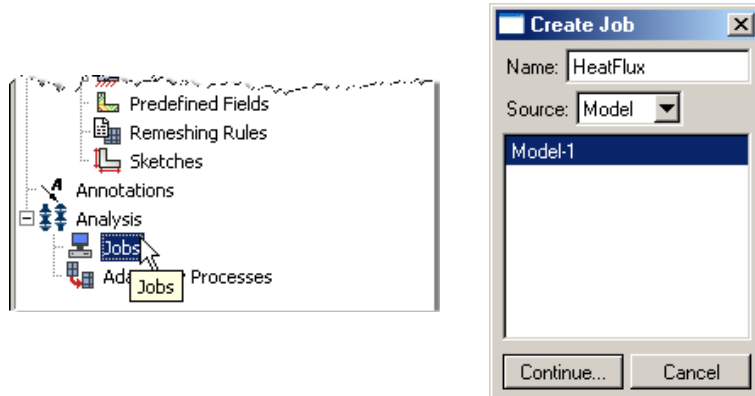 Predefined Fields
Remeshing Rules
Sketches
Annotations
Analysis
Jobs
Processes
Jobs
Create Job
Name: HeatFlux
Source: Model
Model-1
Continue...
Cancel